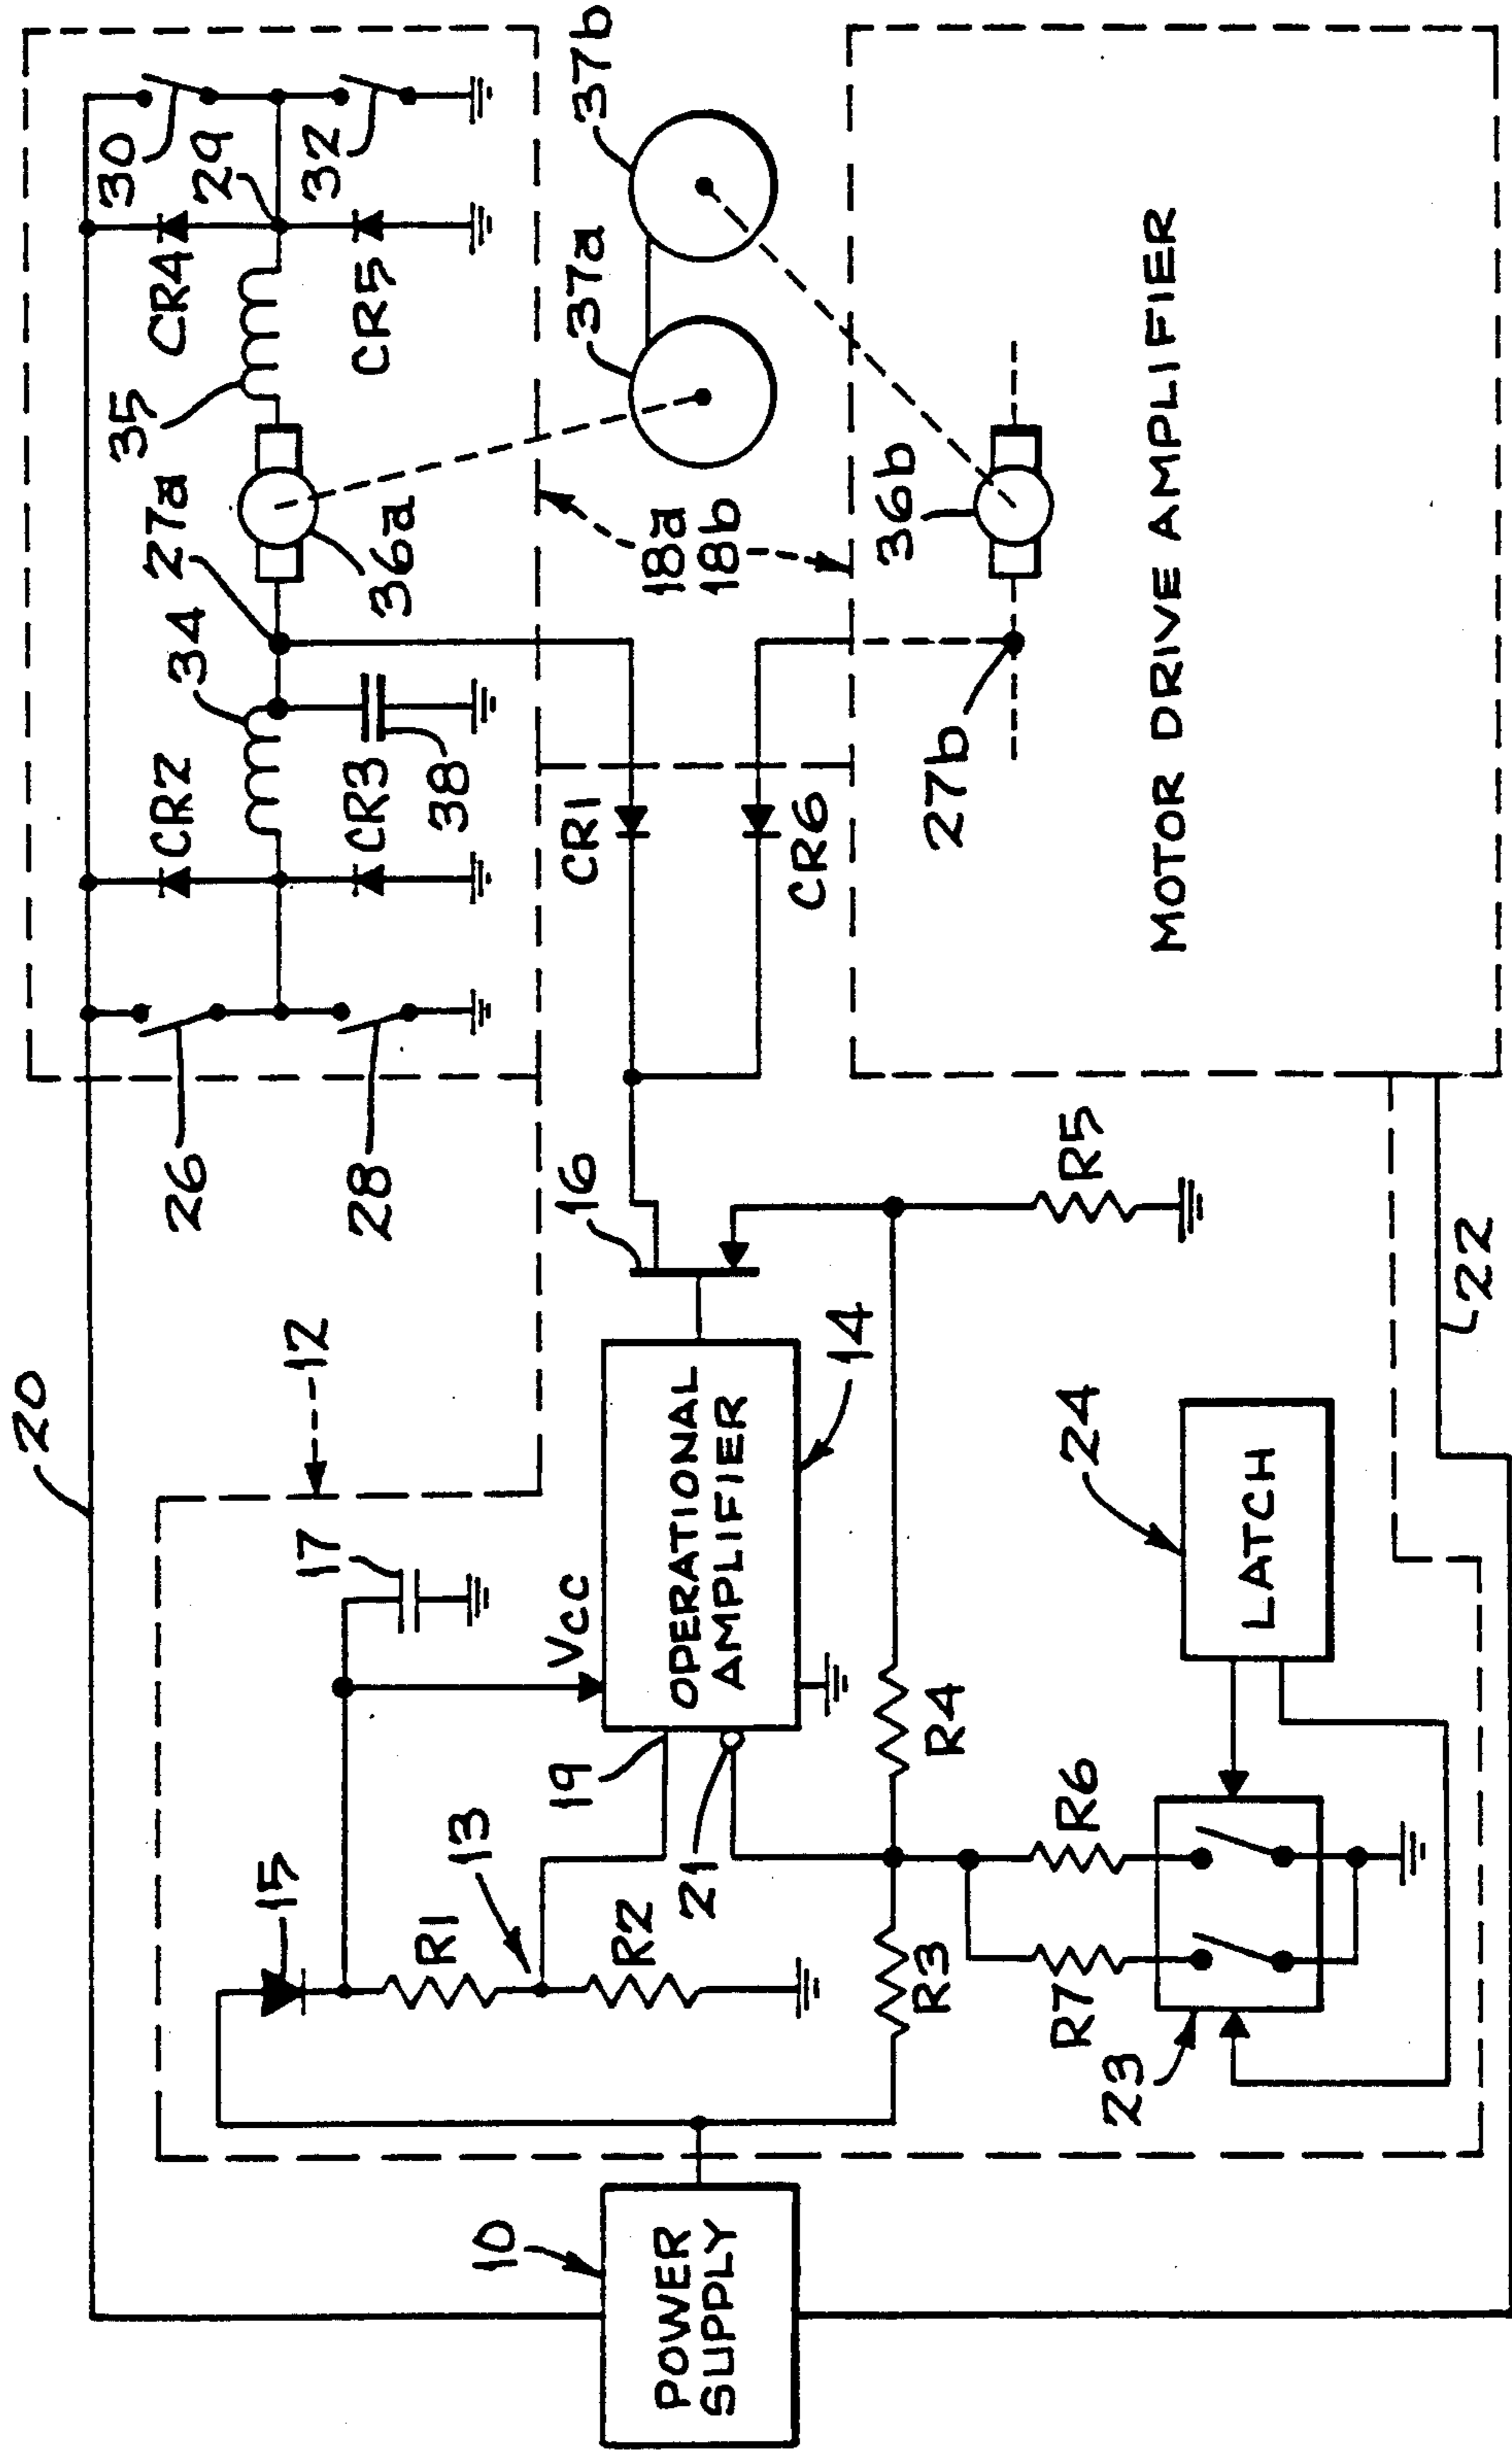 20
12
26
28
CR2
CR3
34
38
27a
36a
35
CR4
CR5
30
29
32
37a
37b
18a
18b
36b
27b
CR1
CR6
MOTOR DRIVE AMPLIFIER
10
POWER
SUPPLY
15
R1
13
R2
17
Vcc
19
21
OPERATIONAL
AMPLIFIER
14
16
R3
R4
R5
R6
R7
23
24
LATCH
22